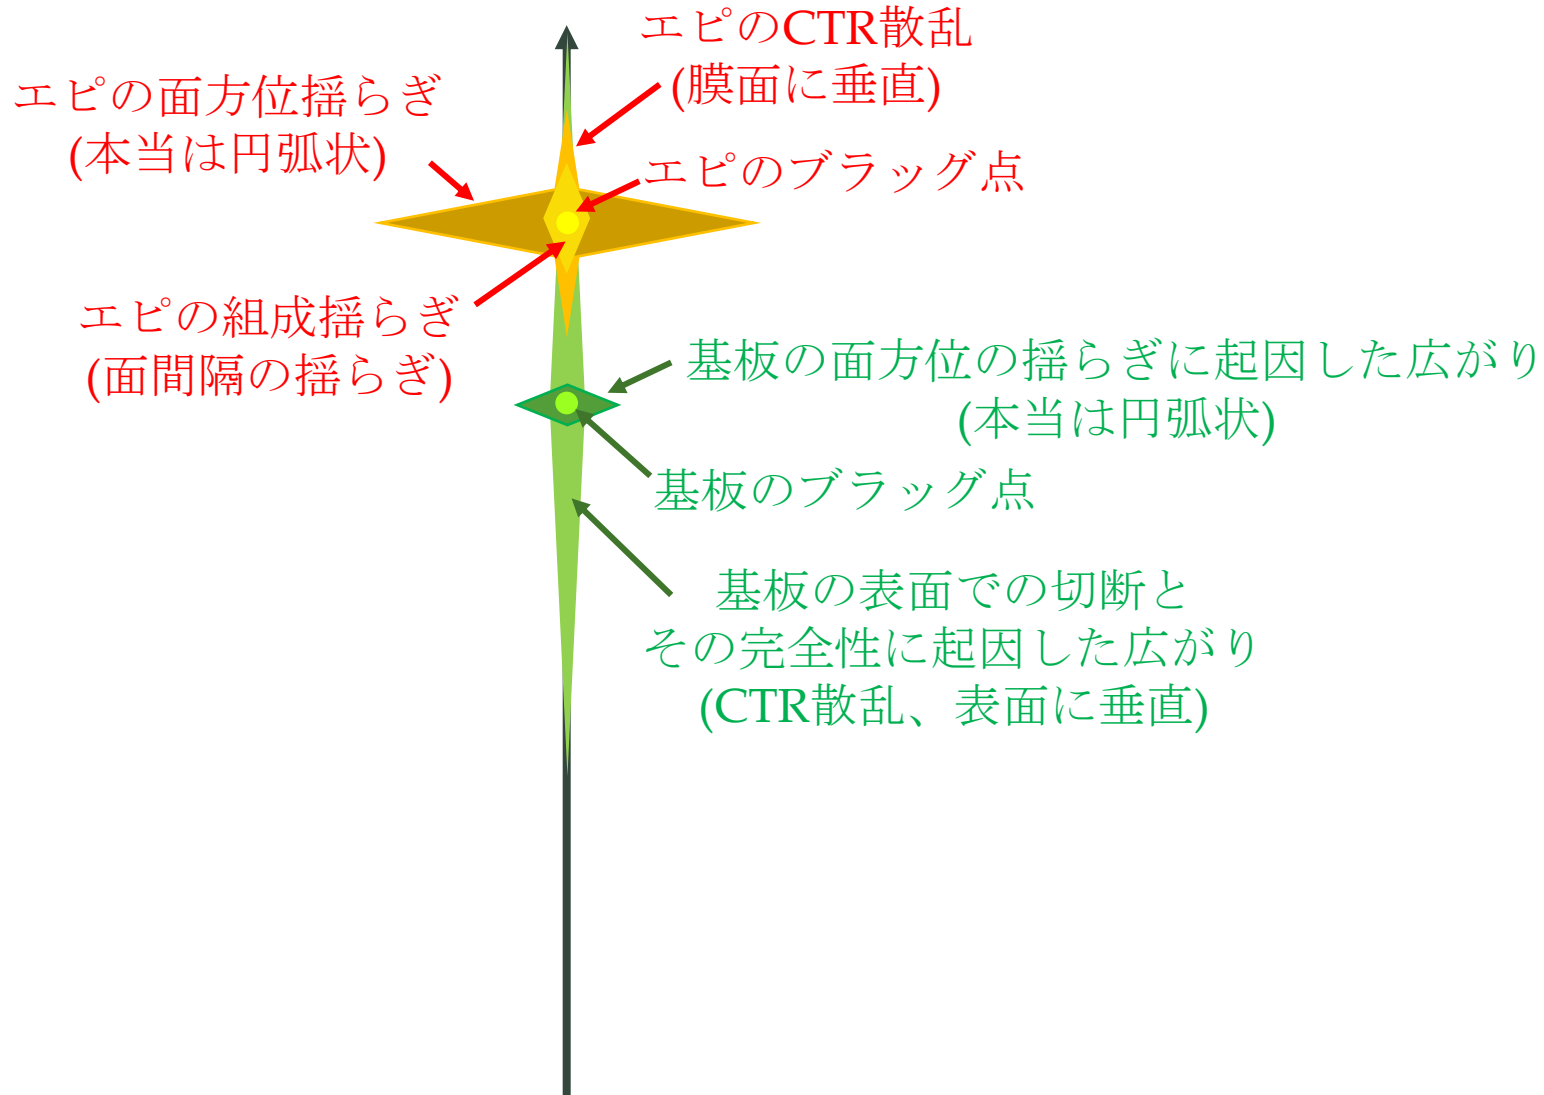 エピのCTR散乱
(膜面に垂直)
エピの面方位揺らぎ
(本当は円弧状)
エピのブラッグ点
エピの組成揺らぎ
(面間隔の揺らぎ)
基板の面方位の揺らぎに起因した広がり
(本当は円弧状)
基板のブラッグ点
基板の表面での切断と
その完全性に起因した広がり
(CTR散乱、表面に垂直)